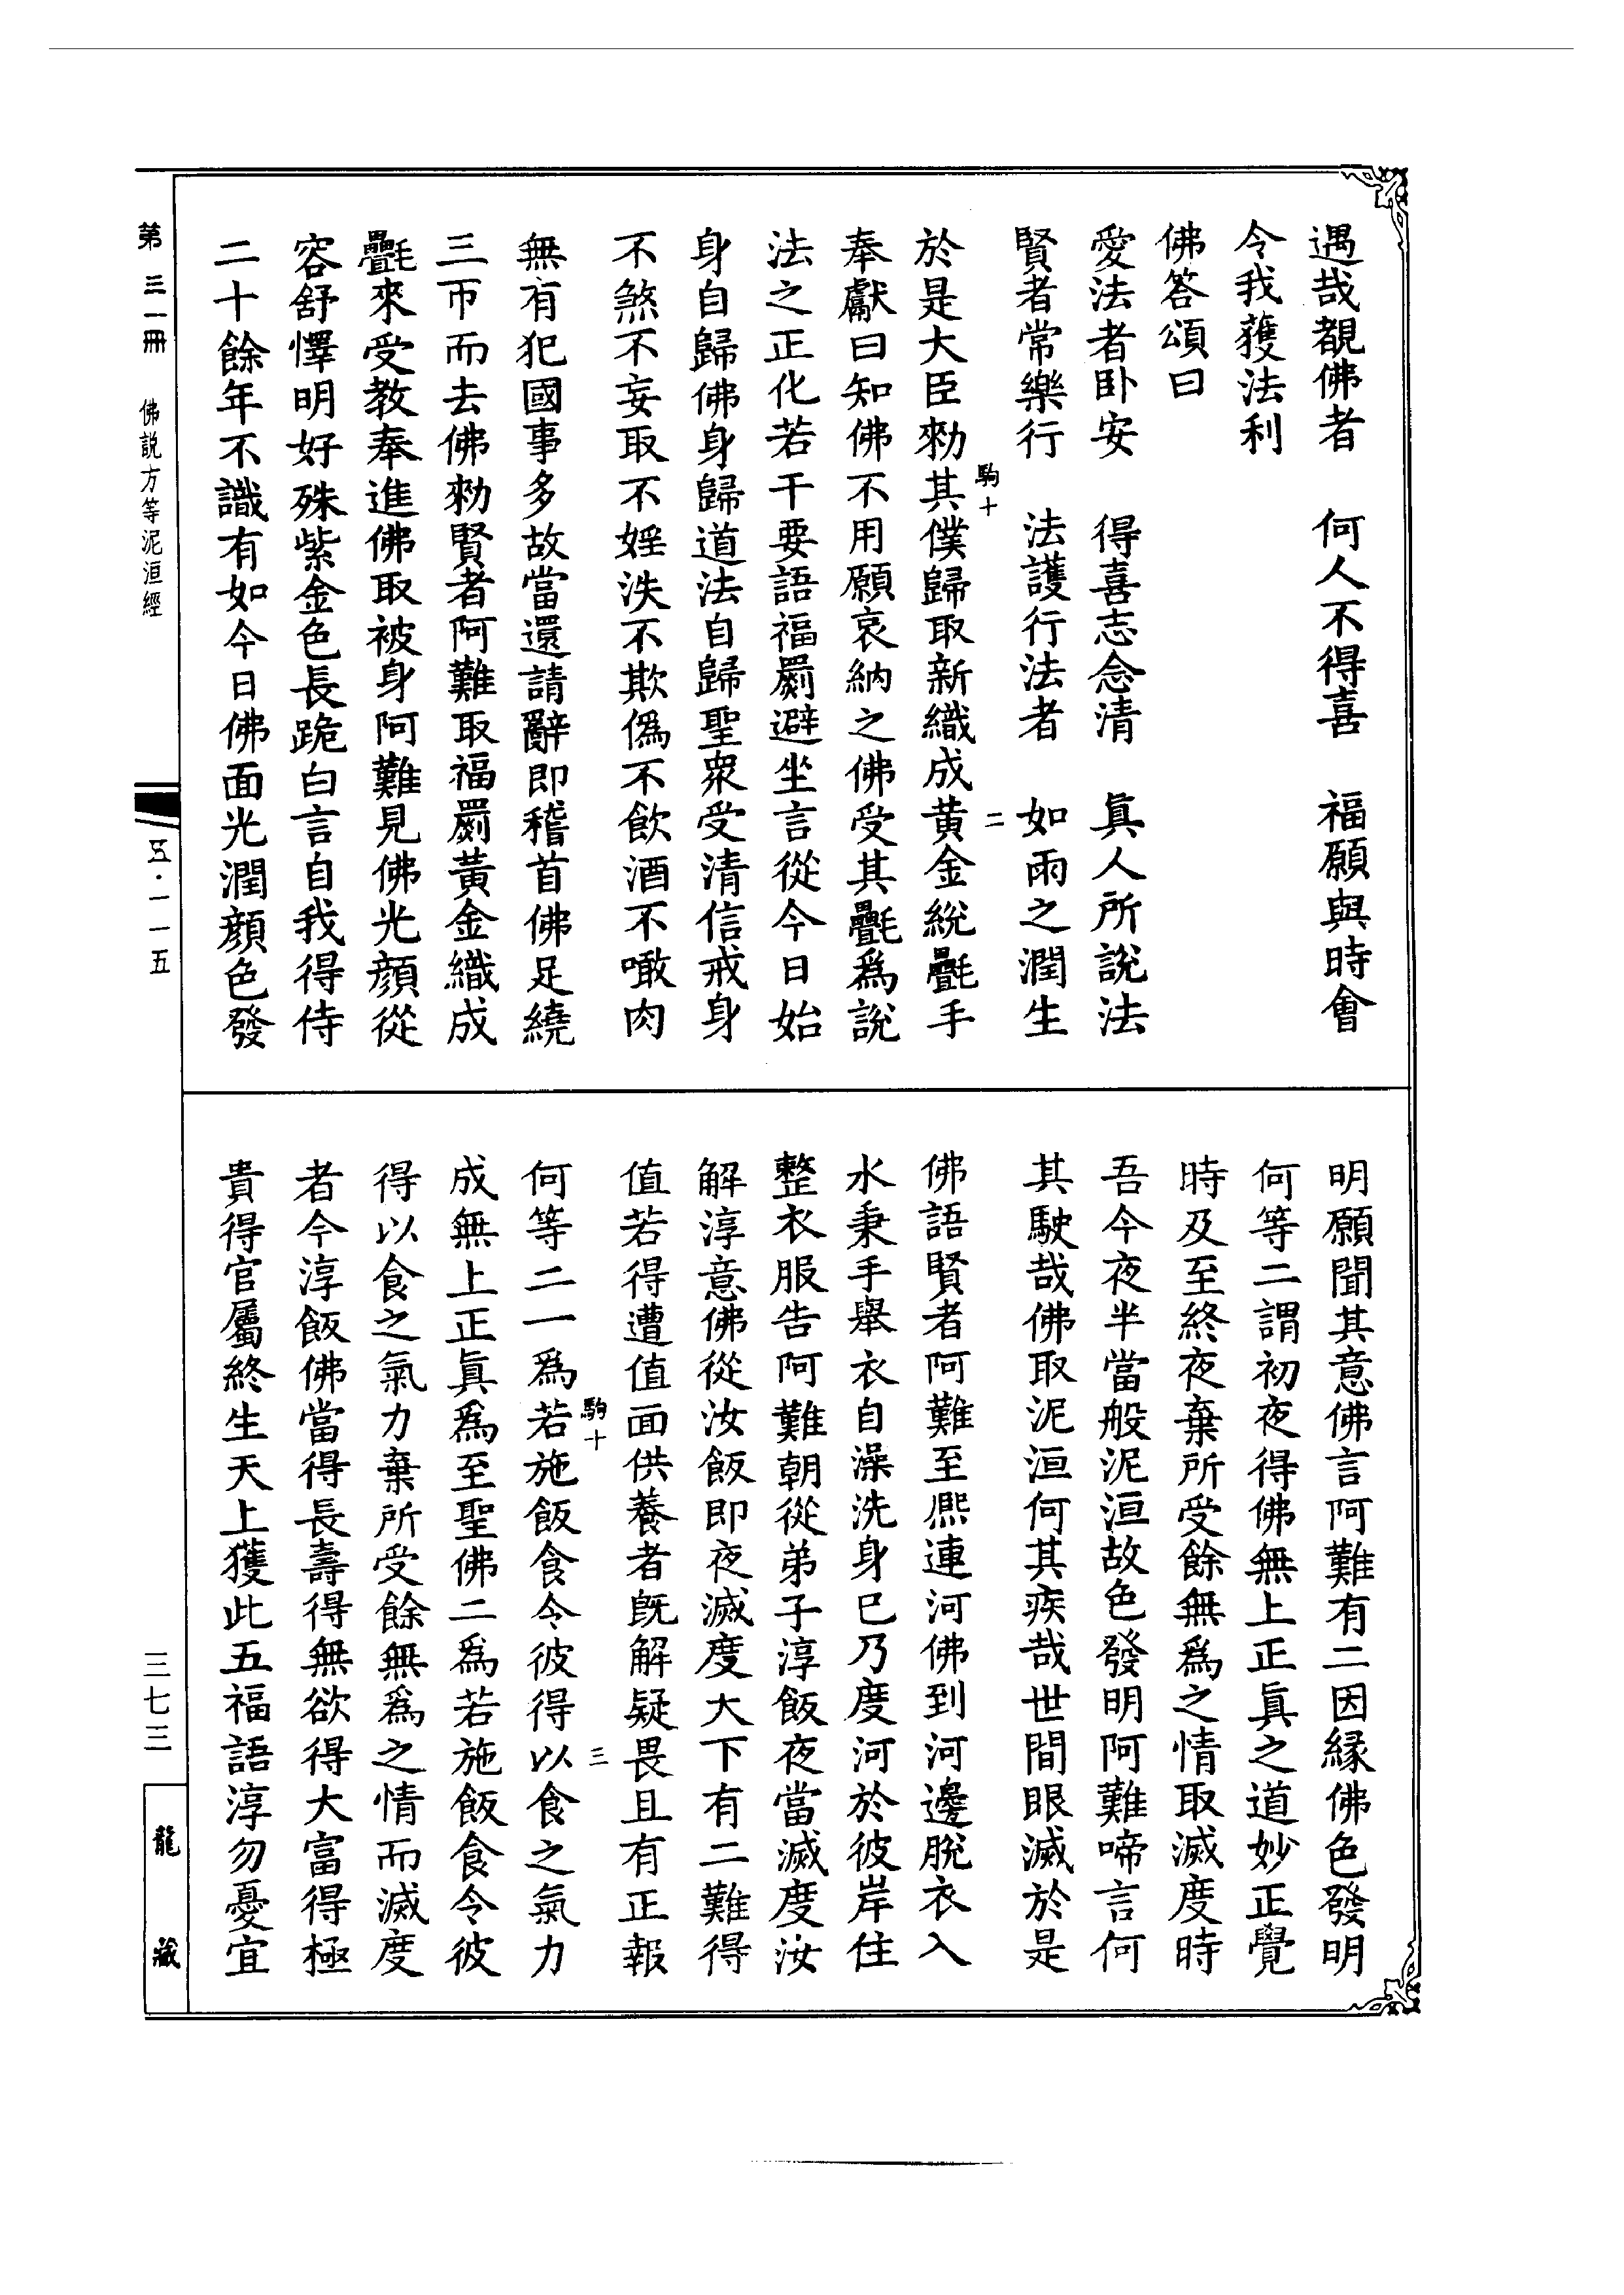 遇哉覩佛者　何人不得喜　福願與時會
令我獲法利
佛答頌曰
愛法者卧安　得喜志念清　眞人所說法
賢者常樂行　法護行法者　如雨之潤生
駒十　二
於是大臣勑其僕歸取新織成黄金綐㲲手
奉獻曰知佛不用願哀納之佛受其㲲爲說
法之正化若干要語福罽避坐言從今日始
身自歸佛身歸道法自歸聖衆受清信戒身
不煞不妄取不婬泆不欺僞不飲酒不噉肉
無有犯國事多故當還請辭即稽首佛足繞
三帀而去佛勑賢者阿難取福罽黃金織成
㲲來受教奉進佛取被身阿難見佛光顔從
容舒懌明好殊紫金色長跪白言自我得侍
二十餘年不識有如今日佛面光潤顔色發
明願聞其意佛言阿難有二因縁佛色發明
何等二謂初夜得佛無上正眞之道妙正覺
時及至終夜棄所受餘無爲之情取滅度時
吾今夜半當般泥洹故色發明阿難啼言何
其駛哉佛取泥洹何其疾哉世間眼滅於是
佛語賢者阿難至熈連河佛到河邊脫衣入
水秉手舉衣自澡洗身已乃度河於彼岸住
整衣服告阿難朝從弟子淳飯夜當滅度汝
解淳意佛從汝飯即夜滅度大下有二難得
值若得遭值面供養者旣解疑畏且有正報
駒十　三
何等二一爲若施飯食令彼得以食之氣力
成無上正眞爲至聖佛二爲若施飯食令彼
得以食之氣力棄所受餘無爲之情而滅度
者今淳飯佛當得長壽得無欲得大富得極
貴得官屬終生天上獲此五福語淳勿憂宜
第三一冊　佛説方等泥洹經
五·一一五
三七三
龍藏